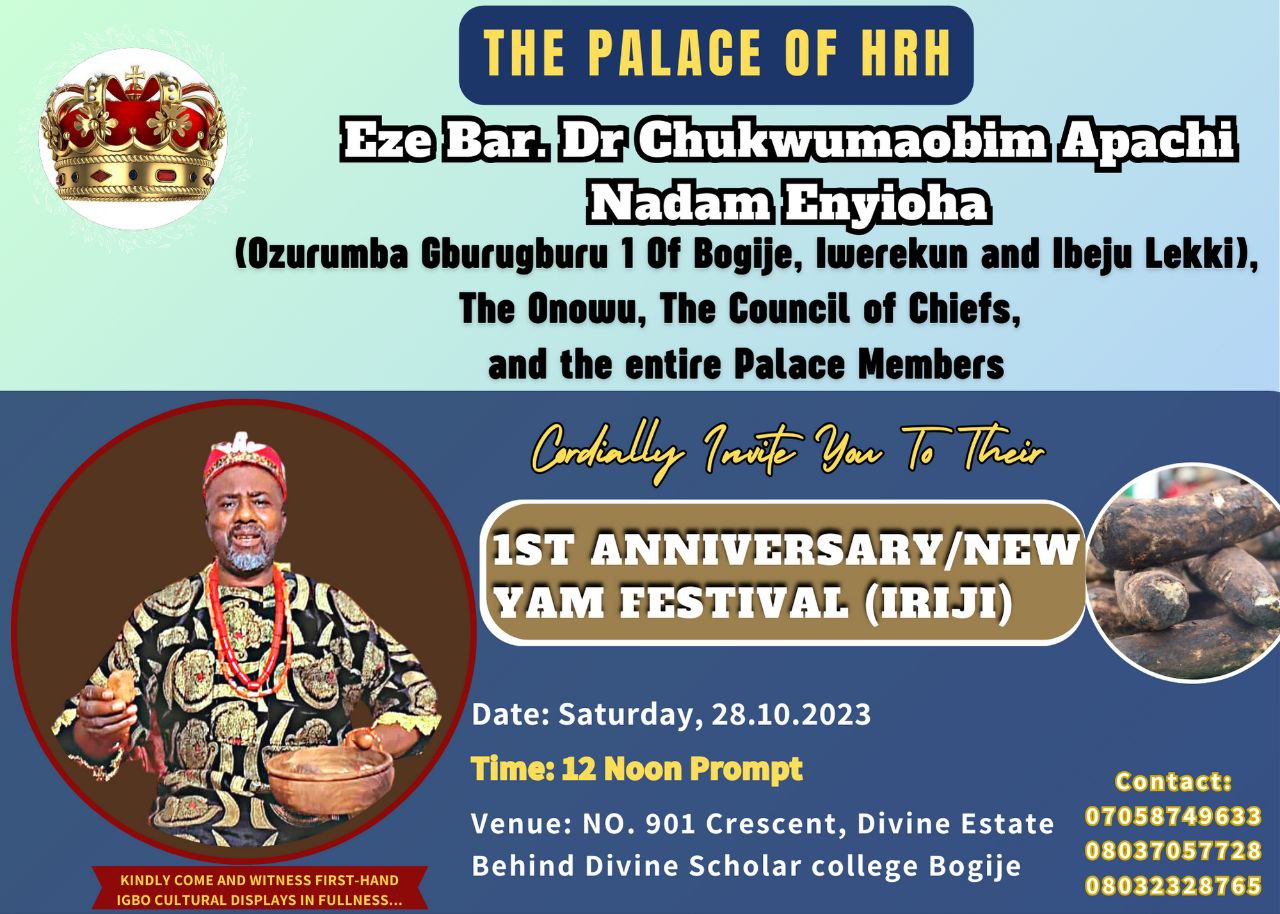 THE PALACE OF HRH
Eze Bar. Dr Chukwumaobim Apachi
Nadam Enyioha
(Ozurumba Gburugburu 1 Of Bogije, Iwerekun and Ibeju Lekki),
The Onowu, The Council of Chiefs,
and the entire Palace Members
Cordially Invite You To Their
1ST ANNIVERSARY/NEW
YAM FESTIVAL (IRIJI)
Date: Saturday, 28.10.2023
Time: 12 Noon Prompt
Venue: NO. 901 Crescent, Divine Estate
Behind Divine Scholar college Bogije
Contact:
07058749633
08037057728
08032328765
KINDLY COME AND WITNESS FIRST-HAND
IGBO CULTURAL DISPLAYS IN FULLNESS...